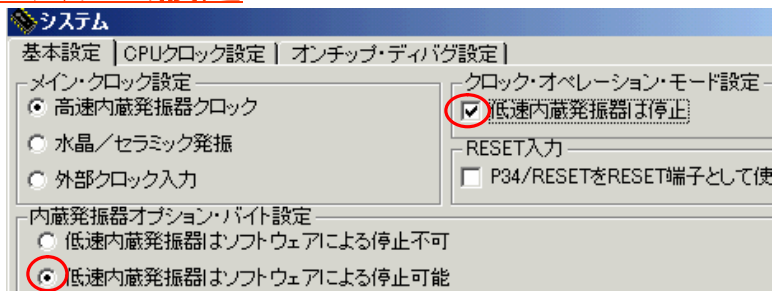 システム
基本設定 CPUクロック設定 オンチップ・ディバグ設定
メイン・クロック設定
高速内蔵発振器クロック
水晶/セラミック発振
外部クロック入力
クロック・オペレーション・モード設定
低速内蔵発振器は停止
RESET入力
P34/RESETをRESET端子として使
内蔵発振器オプション・バイト設定
低速内蔵発振器はソフトウェアによる停止不可
低速内蔵発振器はソフトウェアによる停止可能